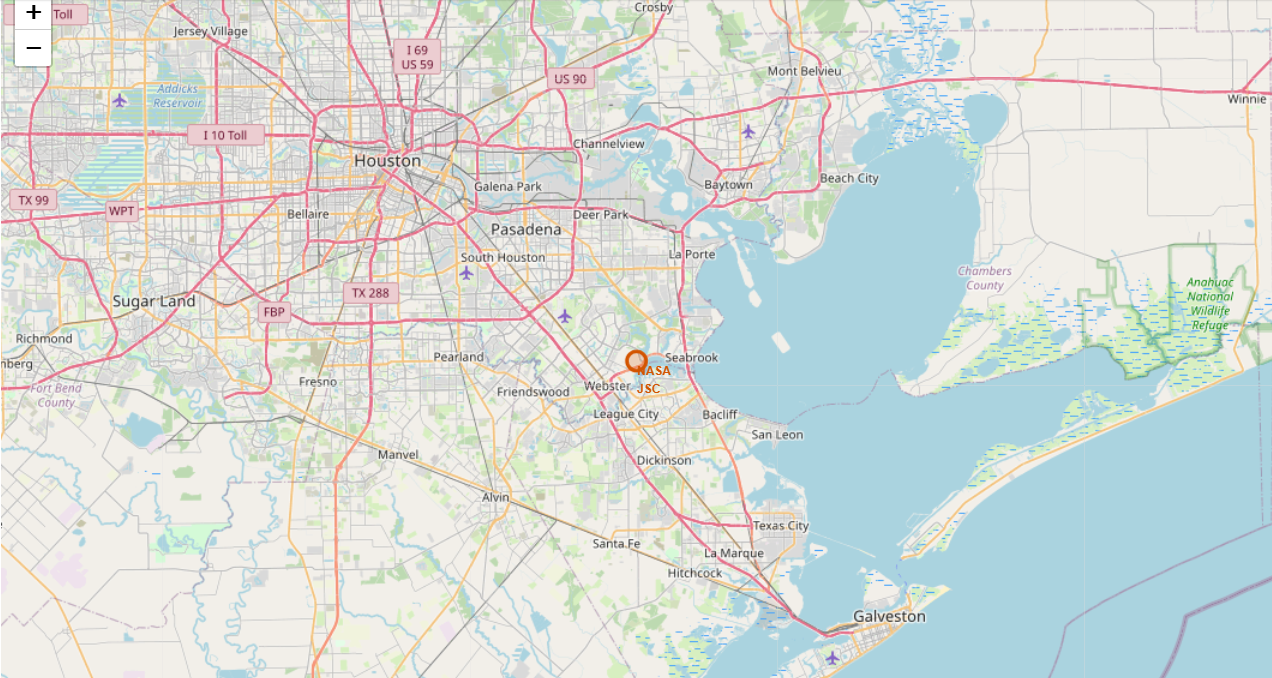 +
Toll
−
Crosby
Jersey Village
I 69
US 59
US 90
Mont Belvieu
Addicks
Reservoir
Winnie
I 10 Toll
Channelview
Houston
Galena Park
Baytown
Beach City
TX 99
WPT
Bellaire
Deer Park
Pasadena
South Houston
La Porte
Chambers
County
Anahuac
National
Wildlife
Refuge
TX 288
Sugar Land
FBP
Richmond
nberg
Pearland
Seabrook
NASA
JSC
Webster
Fresno
Friendswood
Fort Bend
County
League City
Bacliff
San Leon
Manvel
Dickinson
Alvin
Texas City
Santa Fe
La Marque
Hitchcock
Galveston